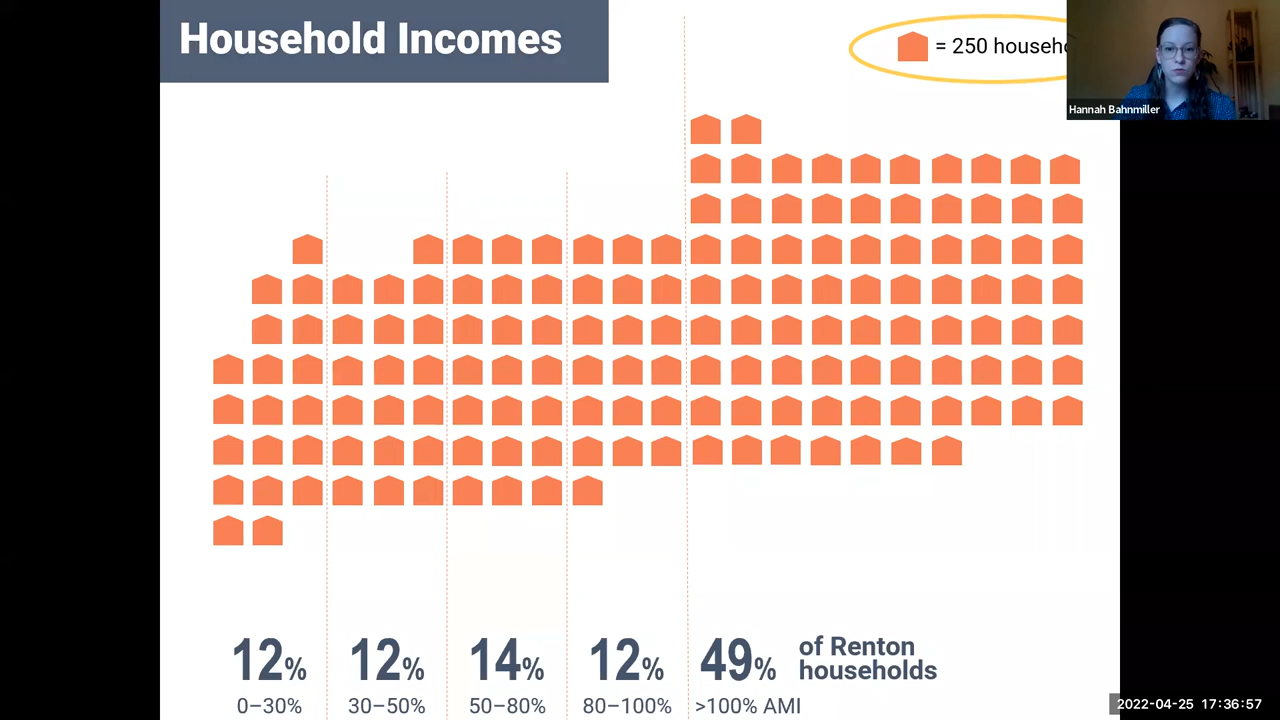 Household Incomes
= 250
Hannah Bahnmiller
12% 12% 14% 12% 49% of Renton
households
0–30% 30–50% 50–80% 80–100% >100% AMI
2022-04-25 17:36:57